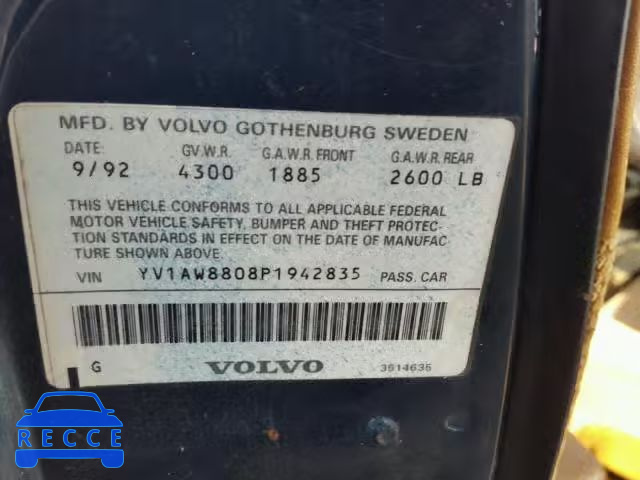 MFD. BY VOLVO GOTHENBURG SWEDEN
DATE: G.V.W.R. G.A.W.R. FRONT G.A.W.R. REAR
9/92 4300 1885 2600 LB
THIS VEHICLE CONFORMS TO ALL APPLICABLE FEDERAL
MOTOR VEHICLE SAFETY, BUMPER AND THEFT PROTEC-
TION STANDARDS IN EFFECT ON THE DATE OF MANUFAC-
TURE SHOWN ABOVE.
VIN YV1AW8808P1942835 PASS. CAR
G VOLVO 3514635
RECCE